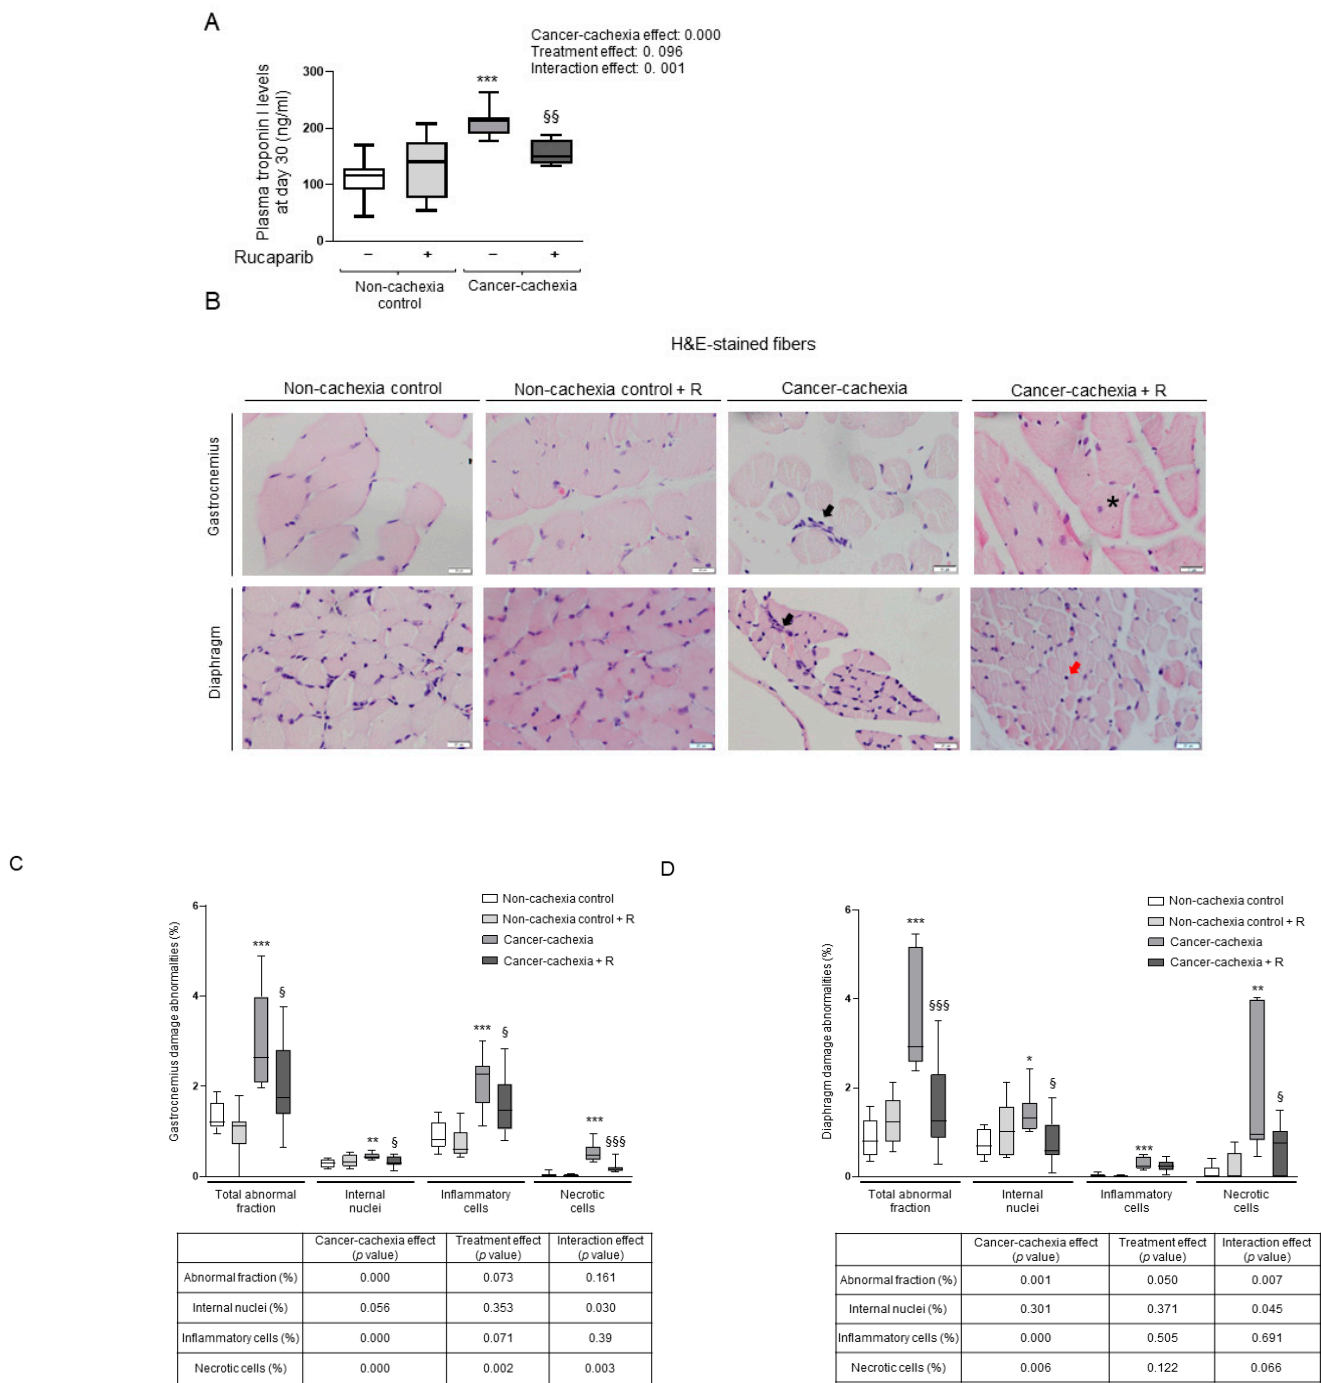 A
Cancer-cachexia effect: 0.000
Treatment effect: 0. 096
Interaction effect: 0. 001
Plasma troponin I levels
at day 30 (ng/ml)
300
200
100
0
***
§§
Rucaparib
−
+
−
+
Non-cachexia
control
Cancer-cachexia
B
H&E-stained fibers
Non-cachexia control
Non-cachexia control + R
Cancer-cachexia
Cancer-cachexia + R
Gastrocnemius
*
Diaphragm
C
Gastrocnemius damage abnormalities (%)
6
4
2
0
Non-cachexia control
Non-cachexia control + R
Cancer-cachexia
Cancer-cachexia + R
***
§
**
§
***
§
***
§§§
Total abnormal
fraction
Internal
nuclei
Inflammatory
cells
Necrotic
cells
Cancer-cachexia effect
(p value)
Treatment effect
(p value)
Interaction effect
(p value)
Abnormal fraction (%) 0.000 0.073 0.161
Internal nuclei (%) 0.056 0.353 0.030
Inflammatory cells (%) 0.000 0.071 0.39
Necrotic cells (%) 0.000 0.002 0.003
D
Diaphragm damage abnormalities (%)
6
4
2
0
Non-cachexia control
Non-cachexia control + R
Cancer-cachexia
Cancer-cachexia + R
***
§§§
*
§
***
**
§
Total abnormal
fraction
Internal
nuclei
Inflammatory
cells
Necrotic
cells
Cancer-cachexia effect
(p value)
Treatment effect
(p value)
Interaction effect
(p value)
Abnormal fraction (%) 0.001 0.050 0.007
Internal nuclei (%) 0.301 0.371 0.045
Inflammatory cells (%) 0.000 0.505 0.691
Necrotic cells (%) 0.006 0.122 0.066